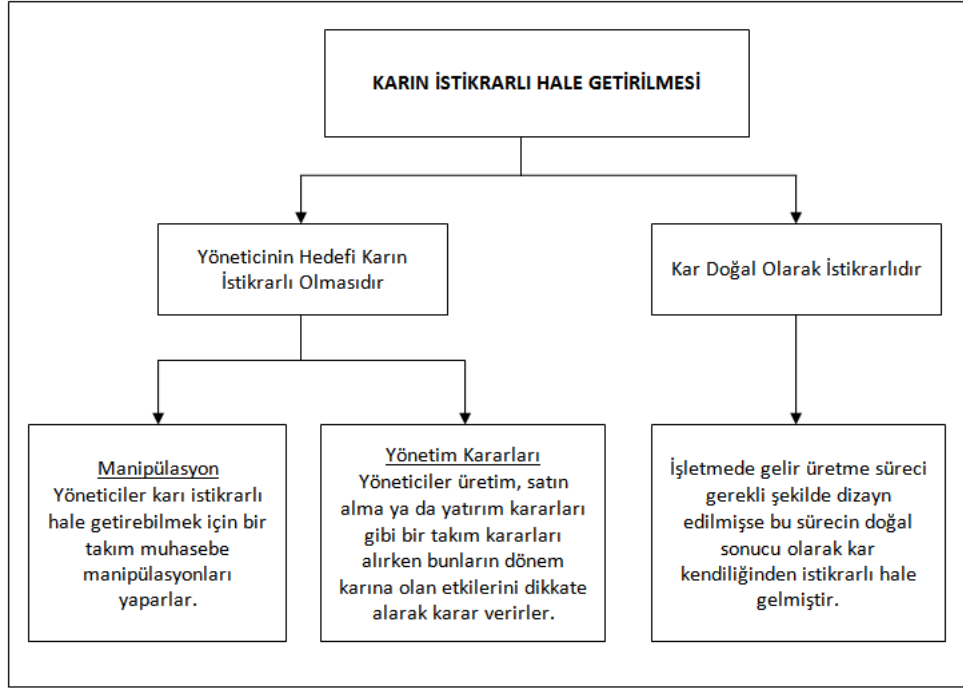 KARIN İSTİKRARLI HALE GETİRİLMESİ
Yöneticinin Hedefi Karın
İstikrarlı Olmasıdır
Kar Doğal Olarak İstikrarlıdır
Manipülasyon
Yöneticiler karı istikrarlı
hale getirebilmek için bir
takım muhasebe
manipülasyonları
yaparlar.
Yönetim Kararları
Yöneticiler üretim, satın
alma ya da yatırım kararları
gibi bir takım kararları
alırken bunların dönem
karına olan etkilerini dikkate
alarak karar verirler.
İşletmede gelir üretme süreci
gerekli şekilde dizayn
edilmişse bu sürecin doğal
sonucu olarak kar
kendiliğinden istikrarlı hale
gelmiştir.